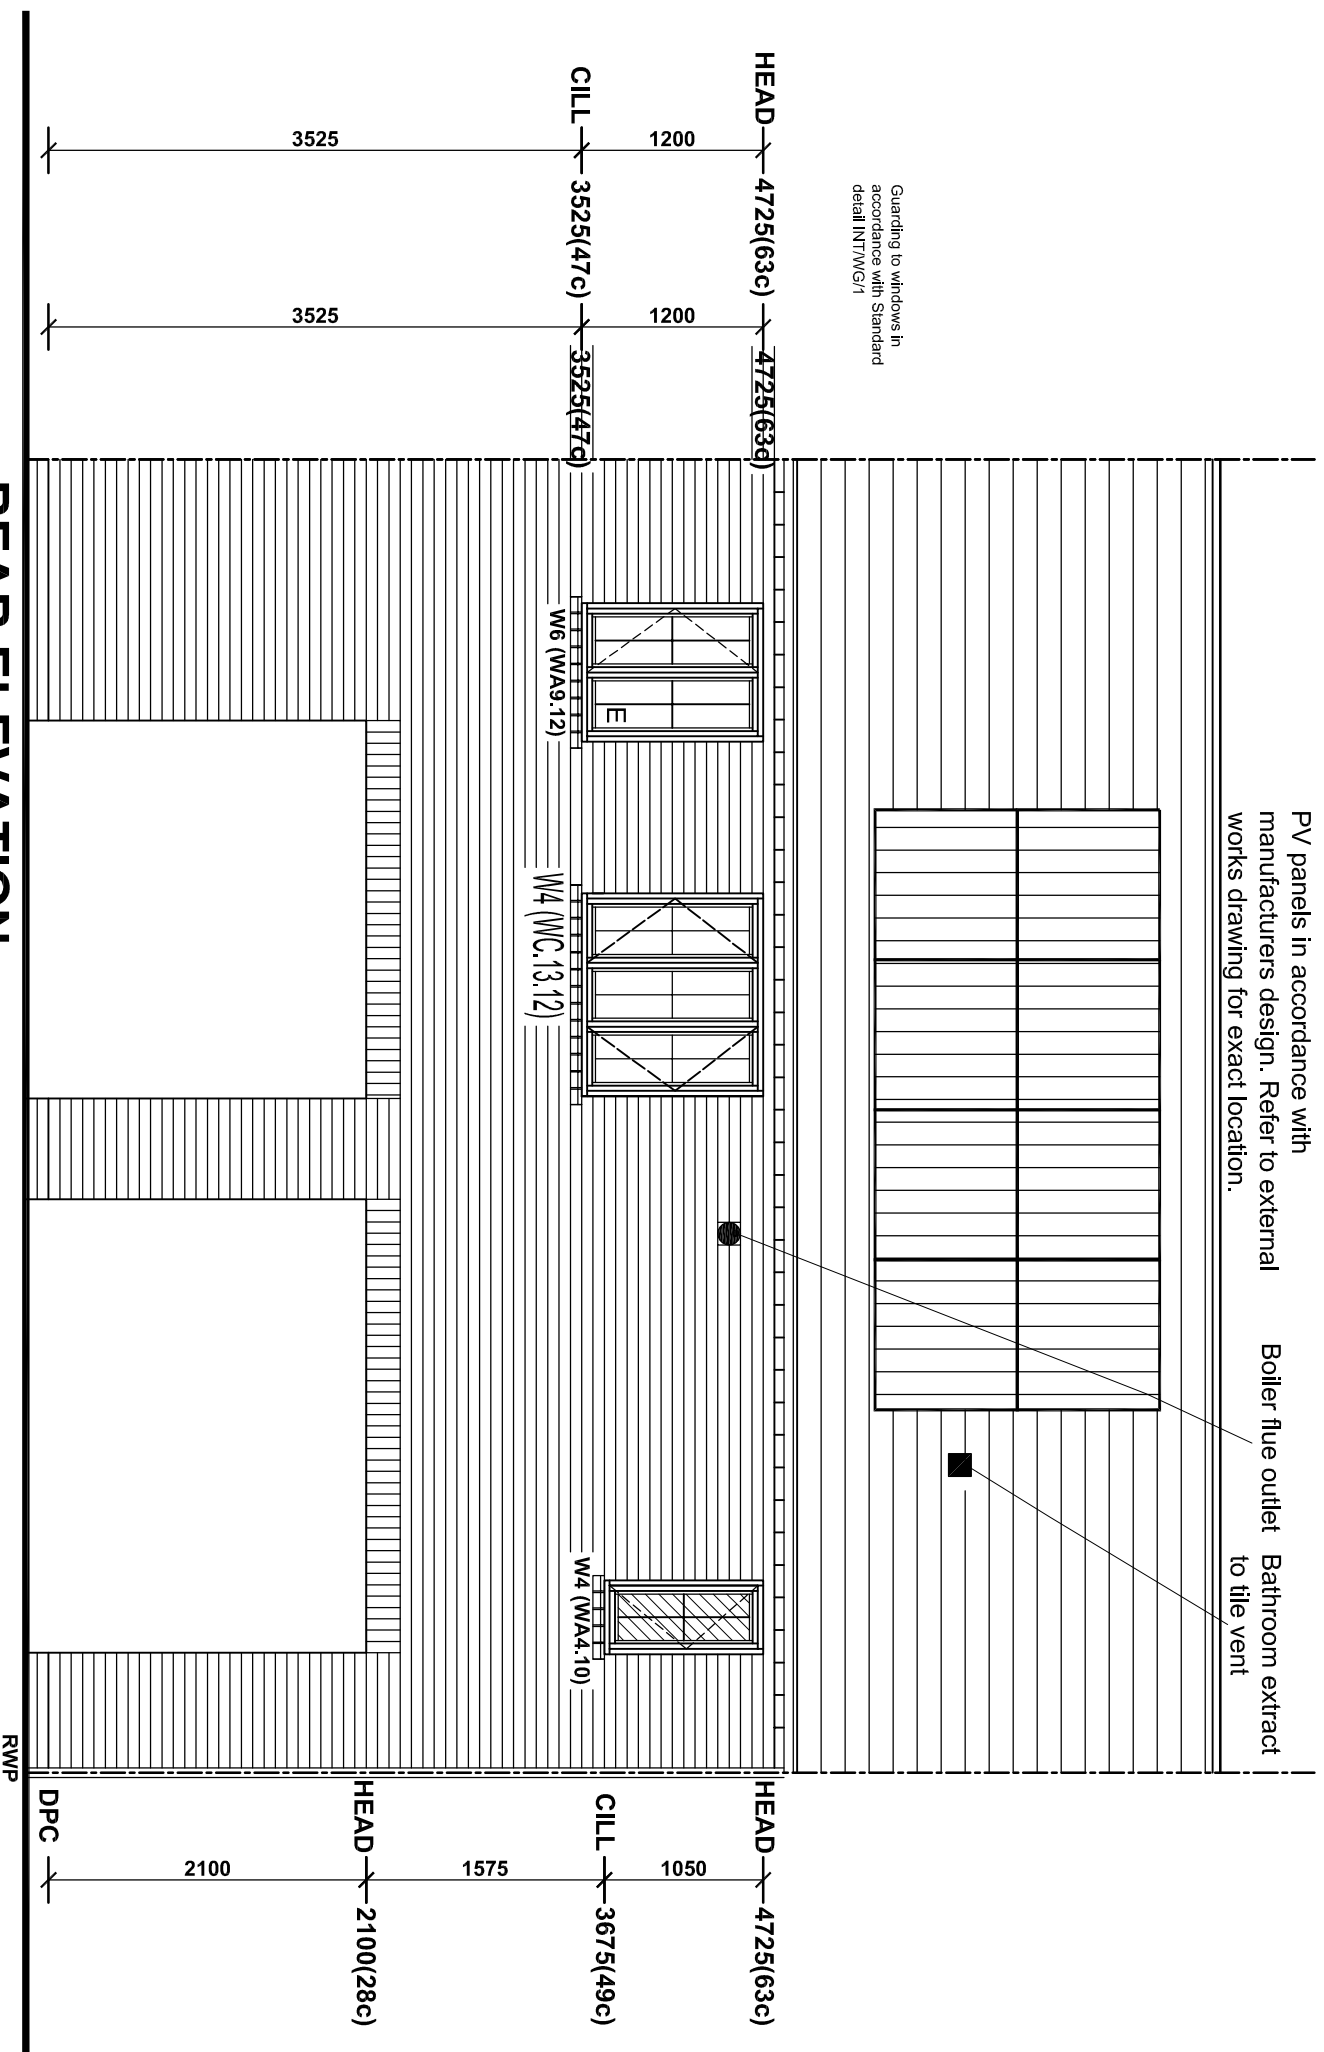 PV panels in accordance with
manufacturers design. Refer to external
works drawing for exact location.
Boiler flue outlet
Bathroom extract
to tile vent
Guarding to windows in
accordance with Standard
detail INT/WG/1
HEAD
4725(63c)
4725(63c)
1200
1200
CILL
3525(47c)
3525(47c)
3525
3525
E
W6 (WA9.12)
W4 (WC.13.12)
W4 (WA4.10)
HEAD
4725(63c)
1050
CILL
3675(49c)
1575
HEAD
2100(28c)
2100
DPC
RWP
REAR ELEVATION